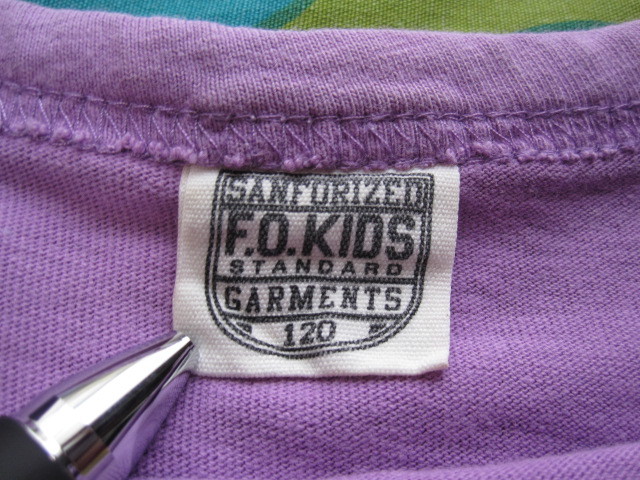 SANFORIZED
F.O.KIDS
STANDARD
GARMENTS
120